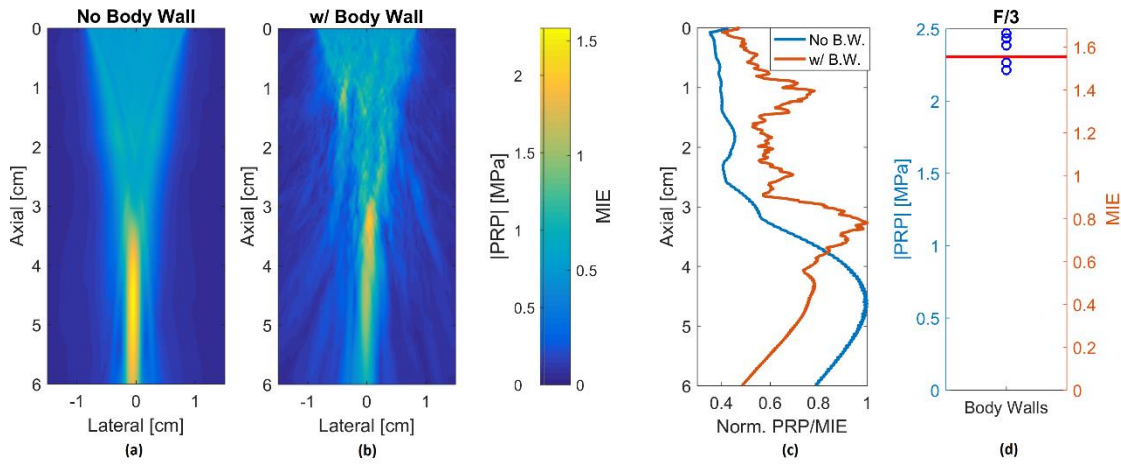 No Body Wall
0
1
2
3
4
5
6
Axial [cm]
-1 0 1
Lateral [cm]
(a)
w/ Body Wall
0
1
2
3
4
5
6
Axial [cm]
-1 0 1
Lateral [cm]
(b)
|PRP| [MPa]
2
1.5
1
0.5
0
MIE
1.5
1
0.5
0
No B.W.
w/ B.W.
0
1
2
3
4
5
6
Axial [cm]
0.4 0.6 0.8 1
Norm. PRP/MIE
(c)
F/3
|PRP| [MPa]
2.5
2
1.5
1
0.5
0
MIE
1.6
1.4
1.2
1
0.8
0.6
0.4
0.2
0
Body Walls
(d)